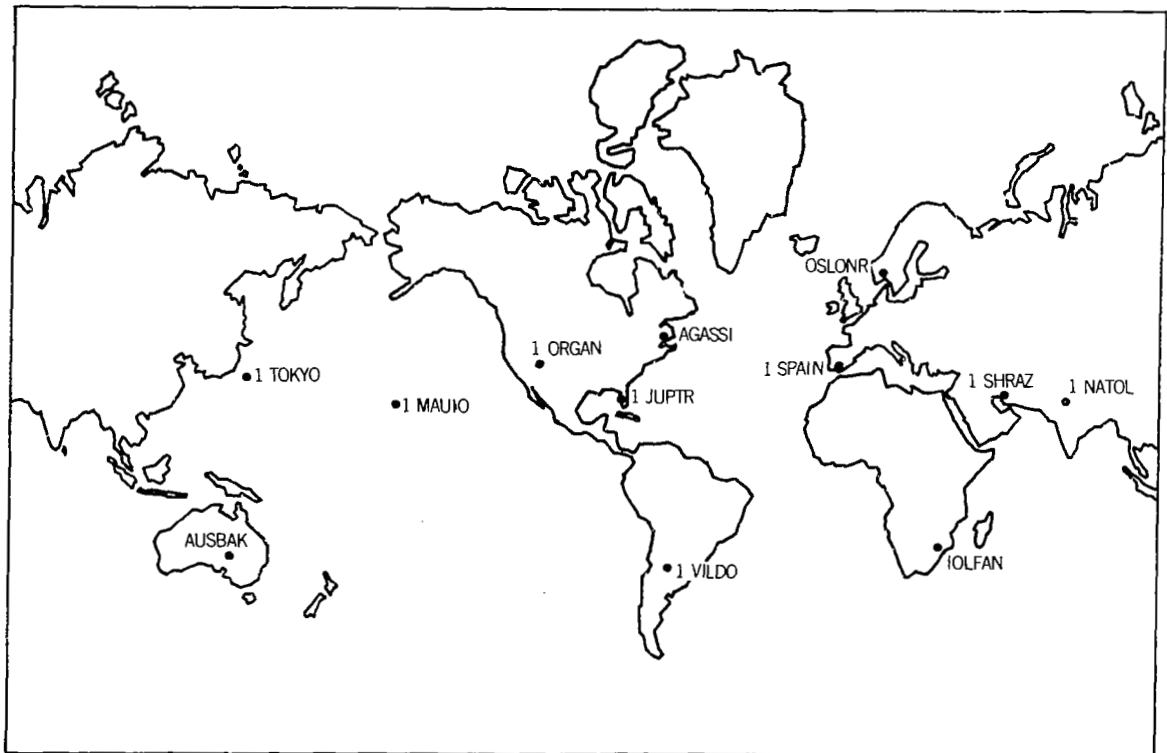 OSLONR
AGASSI
1 ORGAN
1 SPAIN
1 TOKYO
1 SHRAZ
1 NATOL
1 JUPTR
1 MAUIO
AUSBAK
1 VILDO
IOLFAN